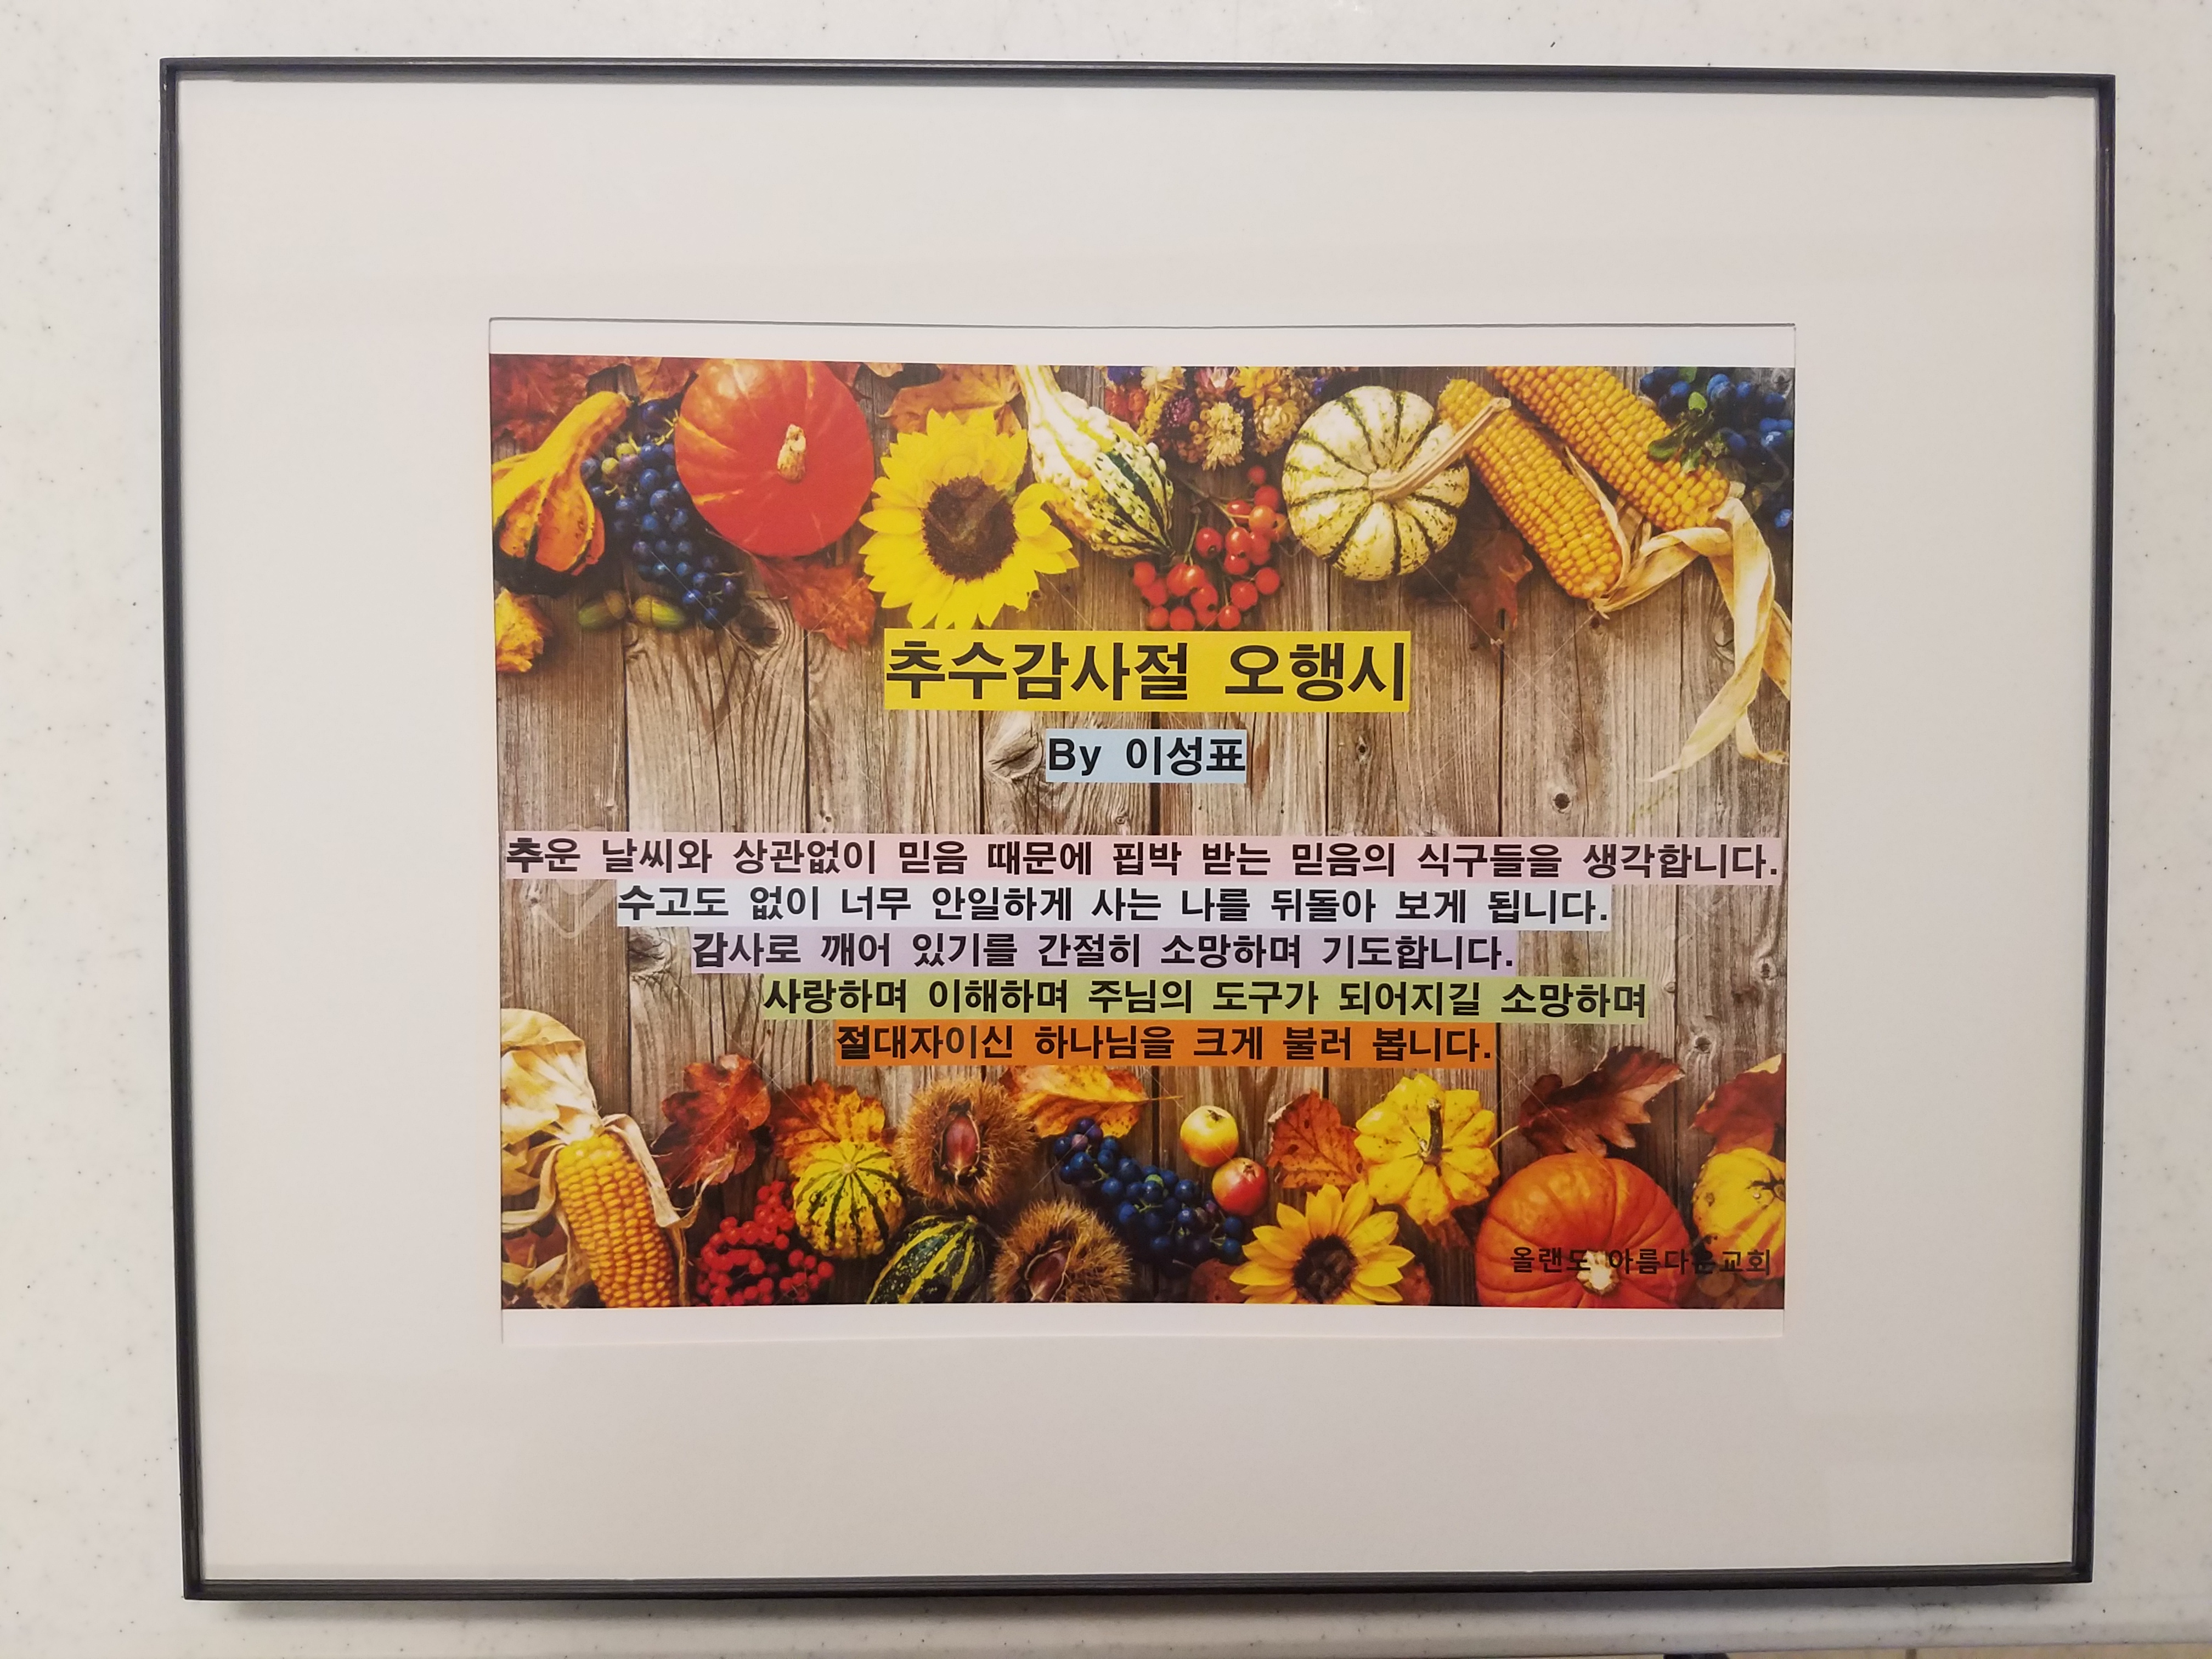 추수감사절 오행시
By 이성표
추운 날씨와 상관없이 믿음 때문에 핍박 받는 믿음의 식구들을 생각합니다.
수고도 없이 너무 안일하게 사는 나를 뒤돌아 보게 됩니다.
감사로 깨어 있기를 간절히 소망하며 기도합니다.
사랑하며 이해하며 주님의 도구가 되어지길 소망하며
절대자이신 하나님을 크게 불러 봅니다.
올랜도 아름다운교회